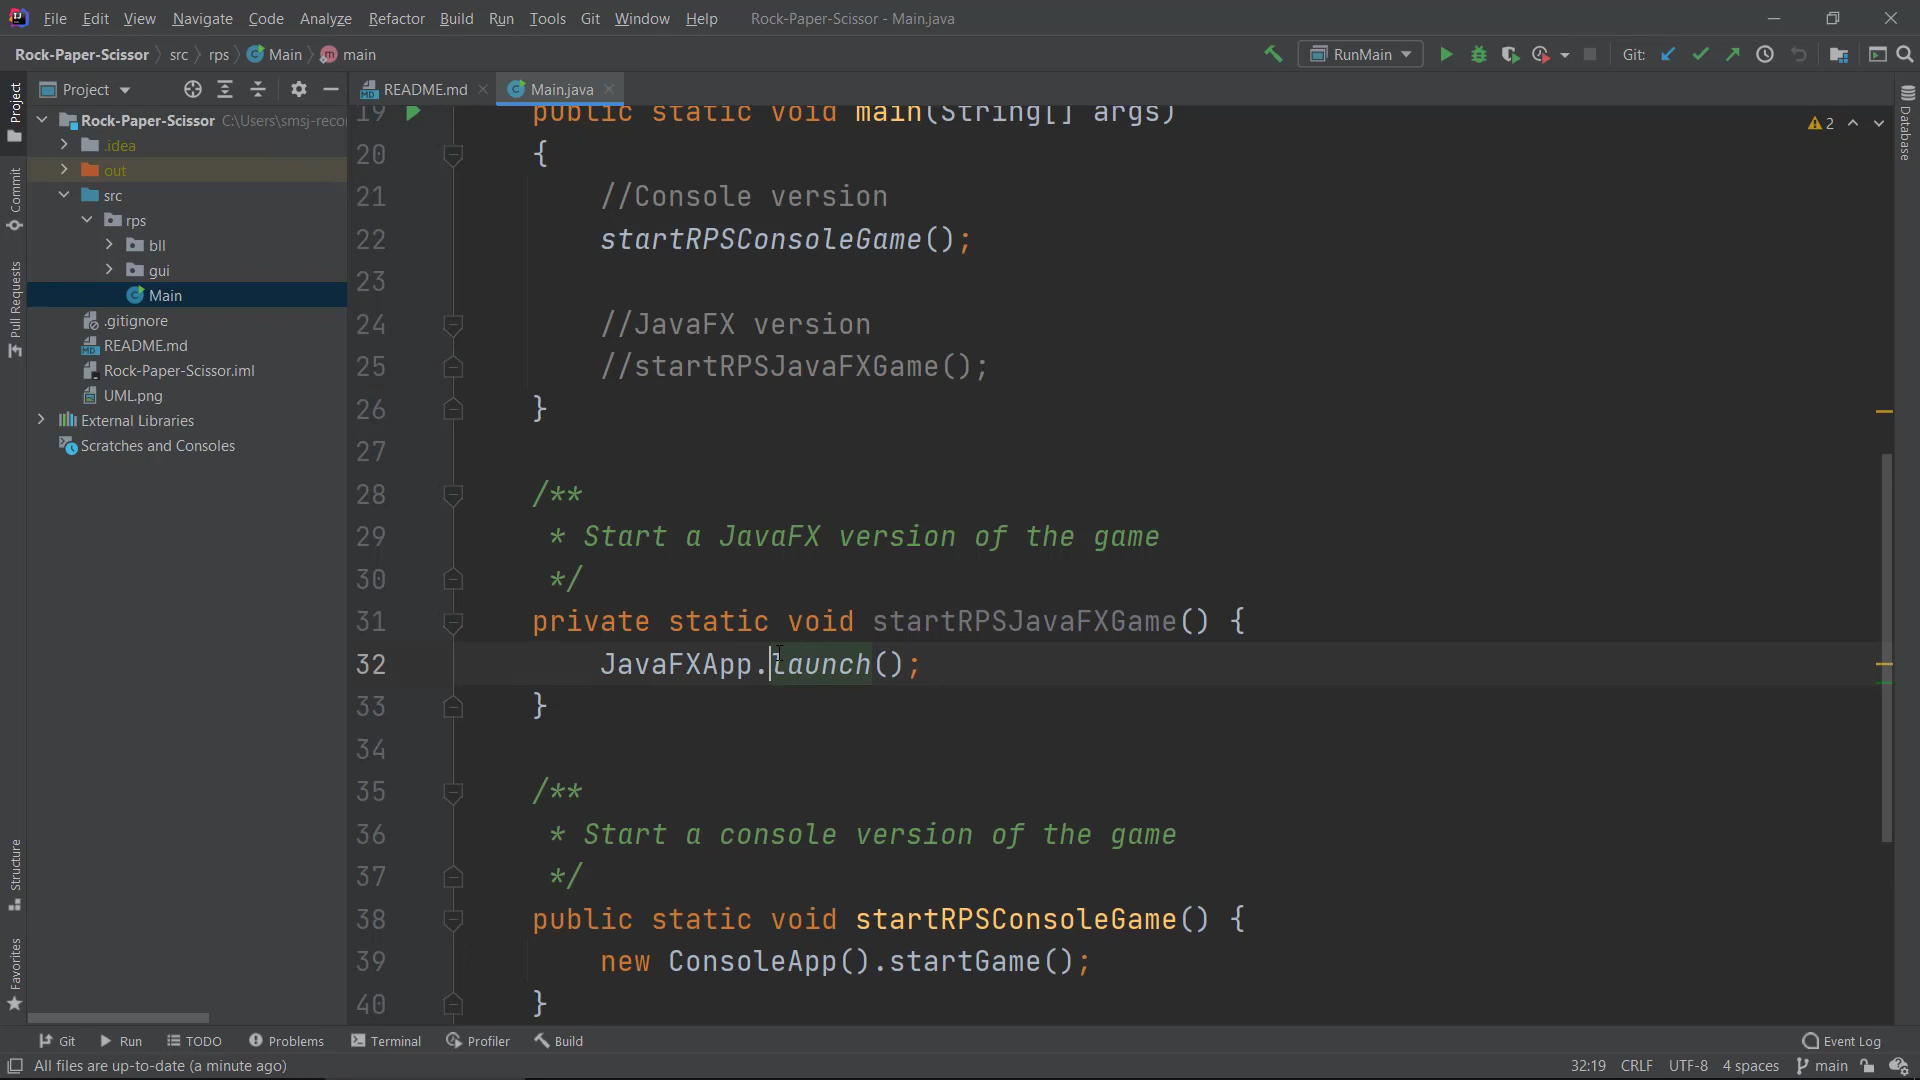 File Edit View Navigate Code Analyze Refactor Build Run Tools Git Window Help Rock-Paper-Scissor - Main.java
Rock-Paper-Scissor src rps Main main RunMain Git:
Project README.md Main.java
Rock-Paper-Scissor C:\Users\smsj-reco
.idea
out
src
rps
bll
gui
Main
.gitignore
README.md
Rock-Paper-Scissor.iml
UML.png
External Libraries
Scratches and Consoles
Project
Commit
Pull Requests
Structure
Favorites
2
19 public static void main(String[] args)
20 {
21 //Console version
22 startRPSConsoleGame();
23
24 //JavaFX version
25 //startRPSJavaFXGame();
26 }
27
28 /**
29 * Start a JavaFX version of the game
30 */
31 private static void startRPSJavaFXGame() {
32 JavaFXApp.launch();
33 }
34
35 /**
36 * Start a console version of the game
37 */
38 public static void startRPSConsoleGame() {
39 new ConsoleApp().startGame();
40 }
Database
Git Run TODO Problems Terminal Profiler Build Event Log
All files are up-to-date (a minute ago) 32:19 CRLF UTF-8 4 spaces main